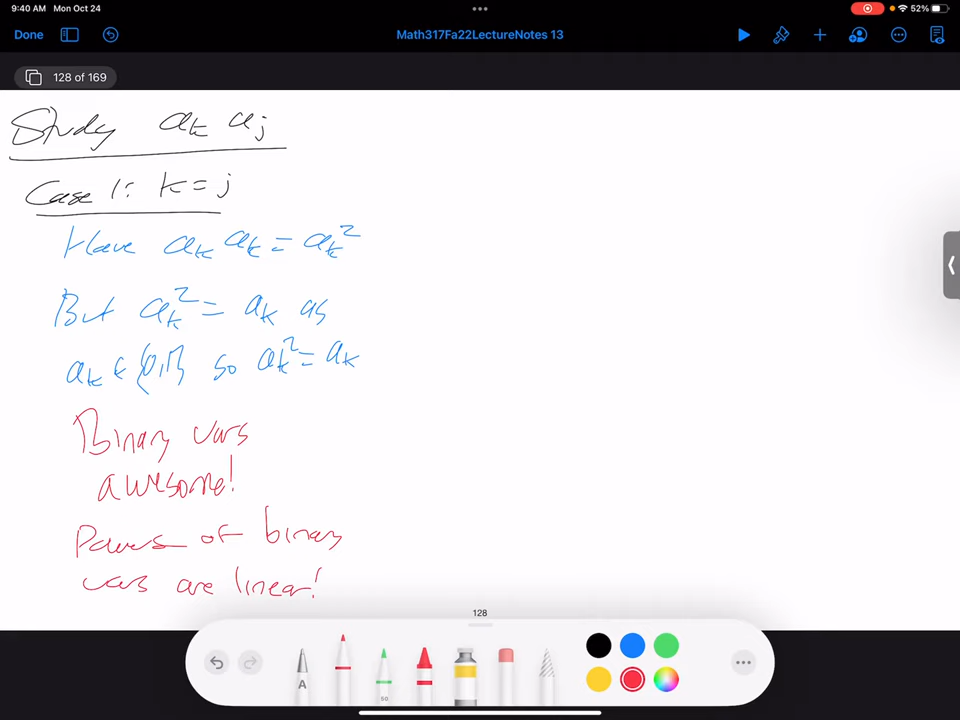 9:40 AM Mon Oct 24
52%
Done
Math317Fa22LectureNotes 13
128 of 169
Study a_k a_j
Case 1: k = j
Have a_k a_k = a_k^2
But a_k^2 = a_k as
a_k ∈ {0,1} so a_k^2 = a_k
Binary vars
awesome!
Powers of binary
vars are linear!
128
A
50